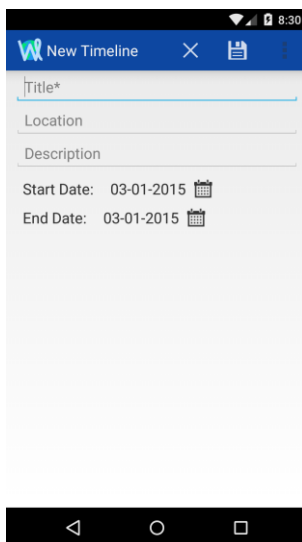 8:30
New Timeline
Title*
Location
Description
Start Date: 03-01-2015
End Date: 03-01-2015